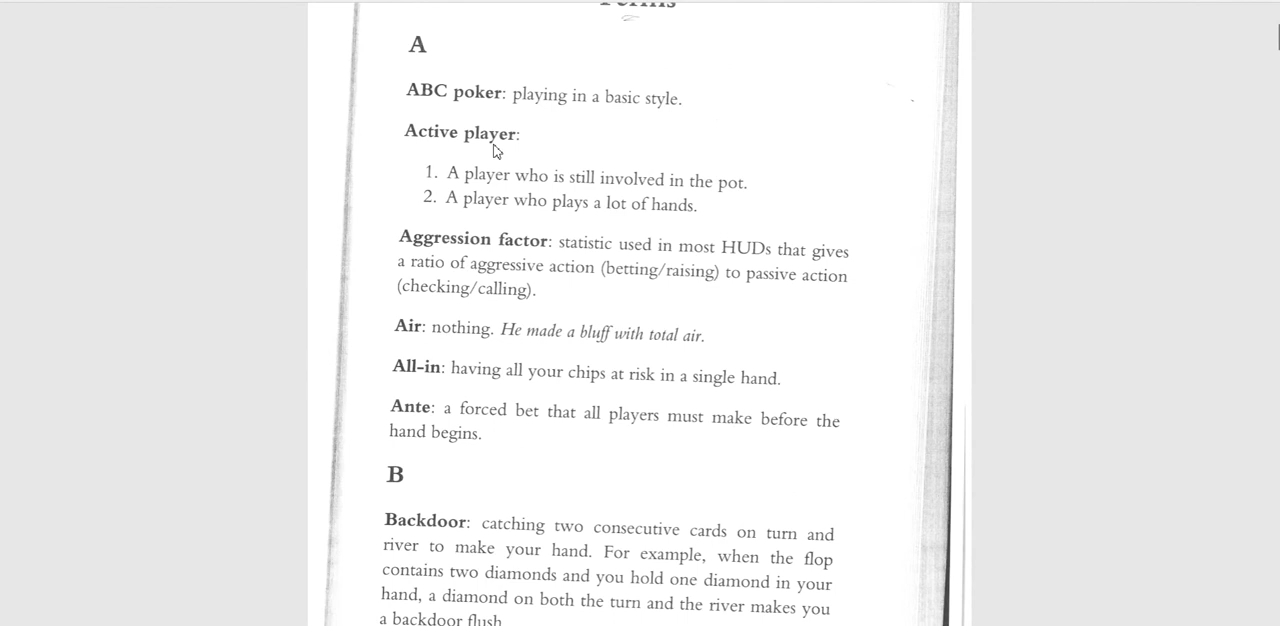 A
ABC poker: playing in a basic style.
Active player:
1. A player who is still involved in the pot.
2. A player who plays a lot of hands.
Aggression factor: statistic used in most HUDs that gives
a ratio of aggressive action (betting/raising) to passive action
(checking/calling).
Air: nothing. He made a bluff with total air.
All-in: having all your chips at risk in a single hand.
Ante: a forced bet that all players must make before the
hand begins.
B
Backdoor: catching two consecutive cards on turn and
river to make your hand. For example, when the flop
contains two diamonds and you hold one diamond in your
hand, a diamond on both the turn and the river makes you
a backdoor flush